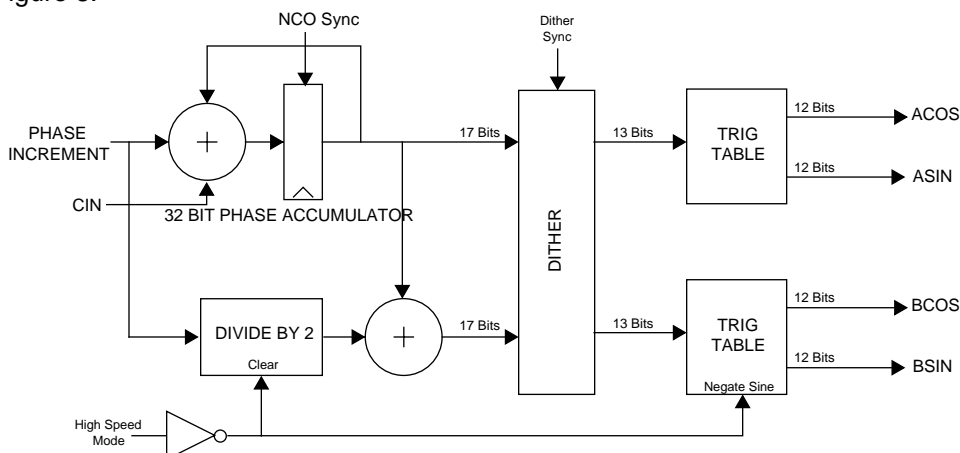 NCO Sync
Dither
Sync
PHASE
INCREMENT
CIN
+
32 BIT PHASE ACCUMULATOR
17 Bits
DITHER
13 Bits
TRIG
TABLE
12 Bits
ACOS
12 Bits
ASIN
DIVIDE BY 2
Clear
+
17 Bits
13 Bits
TRIG
TABLE
Negate Sine
12 Bits
BCOS
12 Bits
BSIN
High Speed
Mode